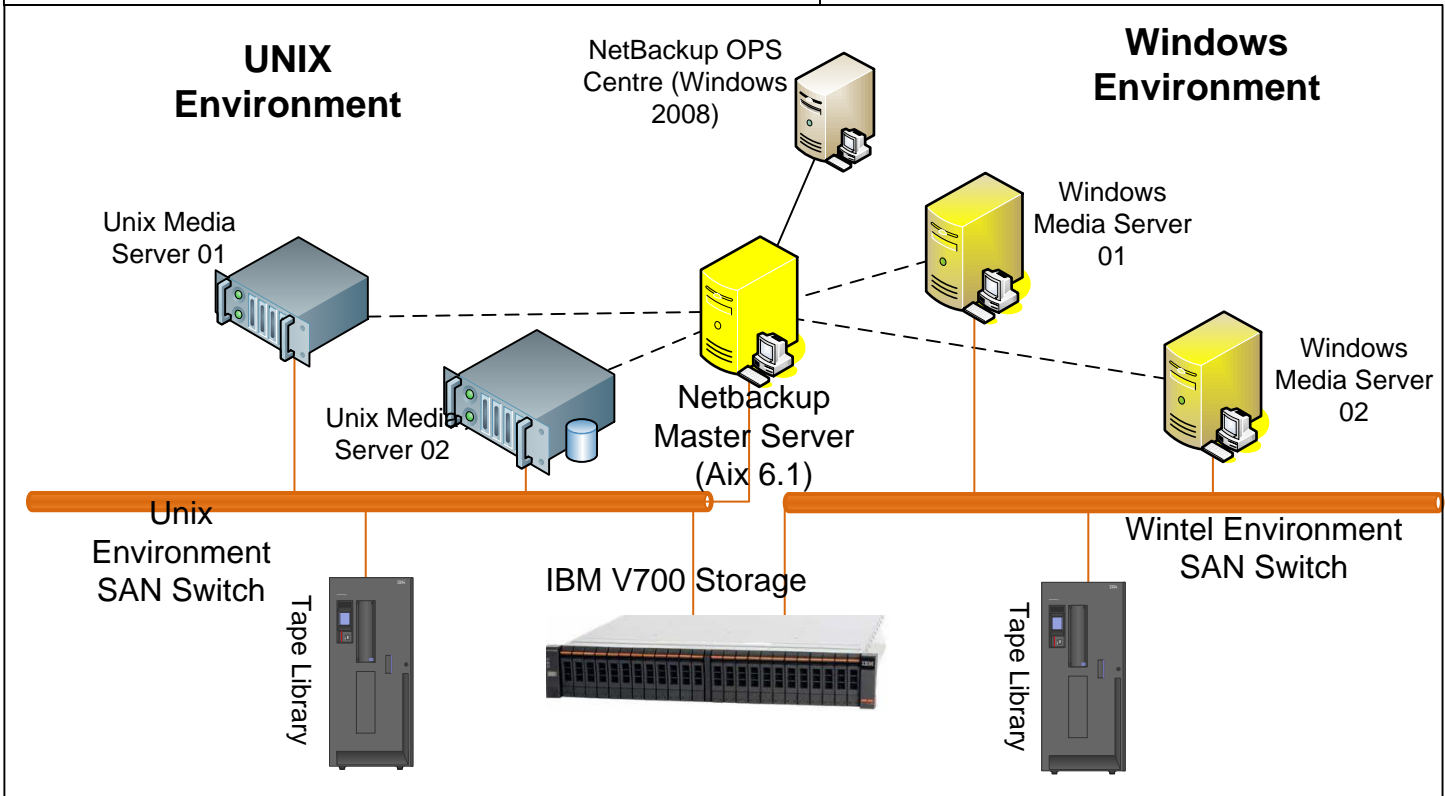 UNIX
Environment
NetBackup OPS
Centre (Windows
2008)
Windows
Environment
Unix Media
Server 01
Windows
Media Server
01
Unix Media
Server 02
Netbackup
Master Server
(Aix 6.1)
Windows
Media Server
02
Unix
Environment
SAN Switch
Wintel Environment
SAN Switch
IBM V700 Storage
Tape Library
Tape Library
IBM